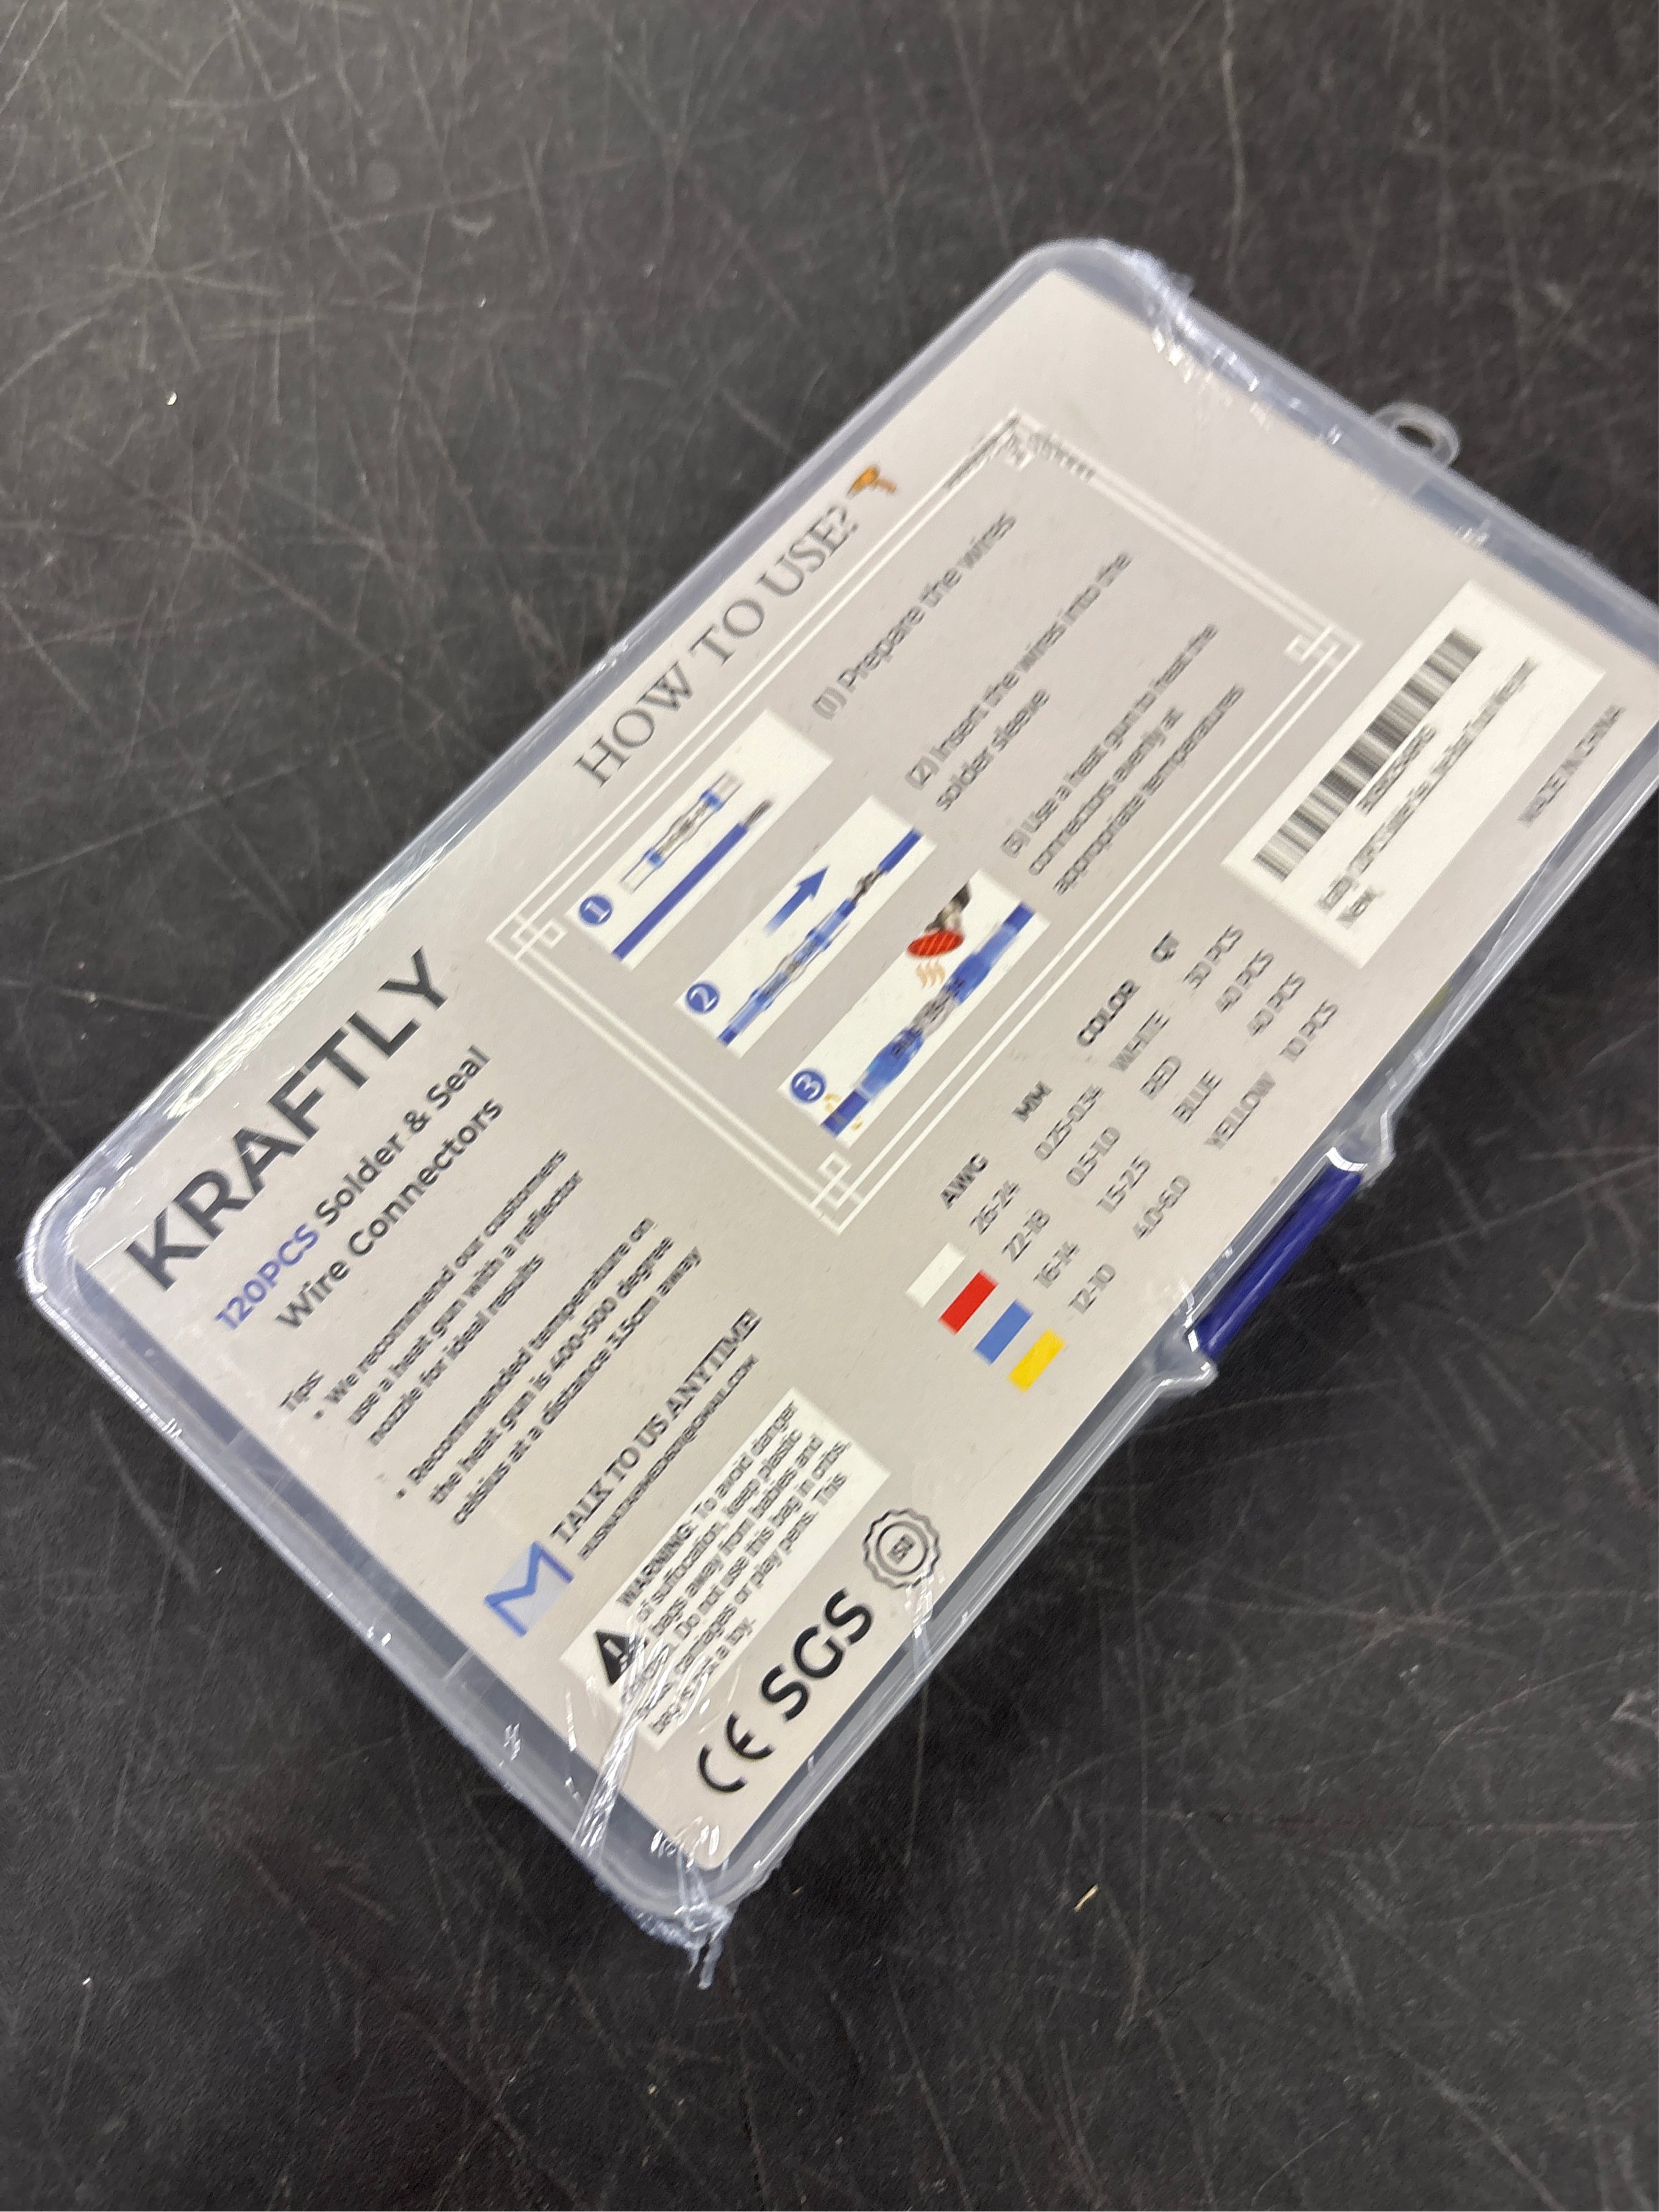 KRAFTLY
120PCS Solder & Seal
Wire Connectors
Tips:
• We recommend our customers
use a heat gun with a reflector
nozzle for ideal results
• Recommended temperature on
the heat gun is 400-500 degree
celsius at a distance 3.5cm away
TALK TO US ANYTIME!
WARNING: To avoid danger
of suffocation, keep plastic
bags away from babies and
Do not use this bag in cribs,
carriages or play pens. This
bag is not a toy.
CE SGS
ISO
HOW TO USE?
1
(1) Prepare the wires
2
(2) Insert the wires into the
solder sleeve
3
(3) Use a heat gun to heat the
connectors evenly at
appropriate temperatures
AWG MM COLOR QT
26-24 0.25-0.34 WHITE 30 PCS
22-18 0.5-1.0 RED 40 PCS
16-14 1.5-2.5 BLUE 40 PCS
12-10 4.0-6.0 YELLOW 10 PCS
New
MADE IN CHINA